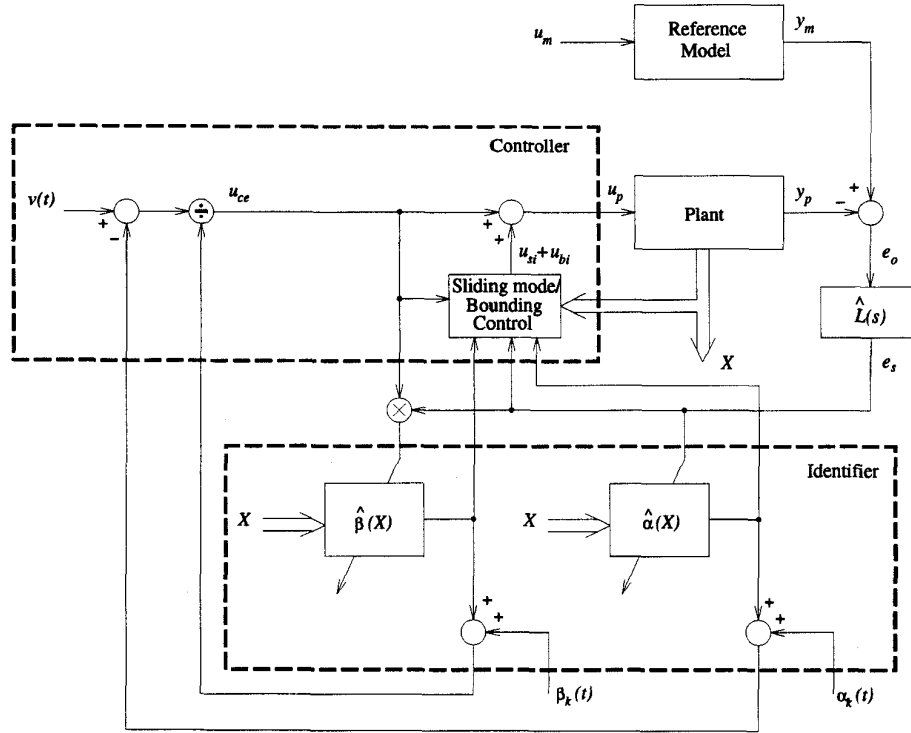 u_m
Reference
Model
y_m
Controller
v(t)
+
−
÷
u_ce
+
+
u_p
Plant
y_p
+
−
u_si + u_bi
e_o
Sliding mode/
Bounding
Control
L̂(s)
X
e_s
×
Identifier
X
β̂(X)
X
α̂(X)
+
+
+
+
β_k(t)
α_k(t)